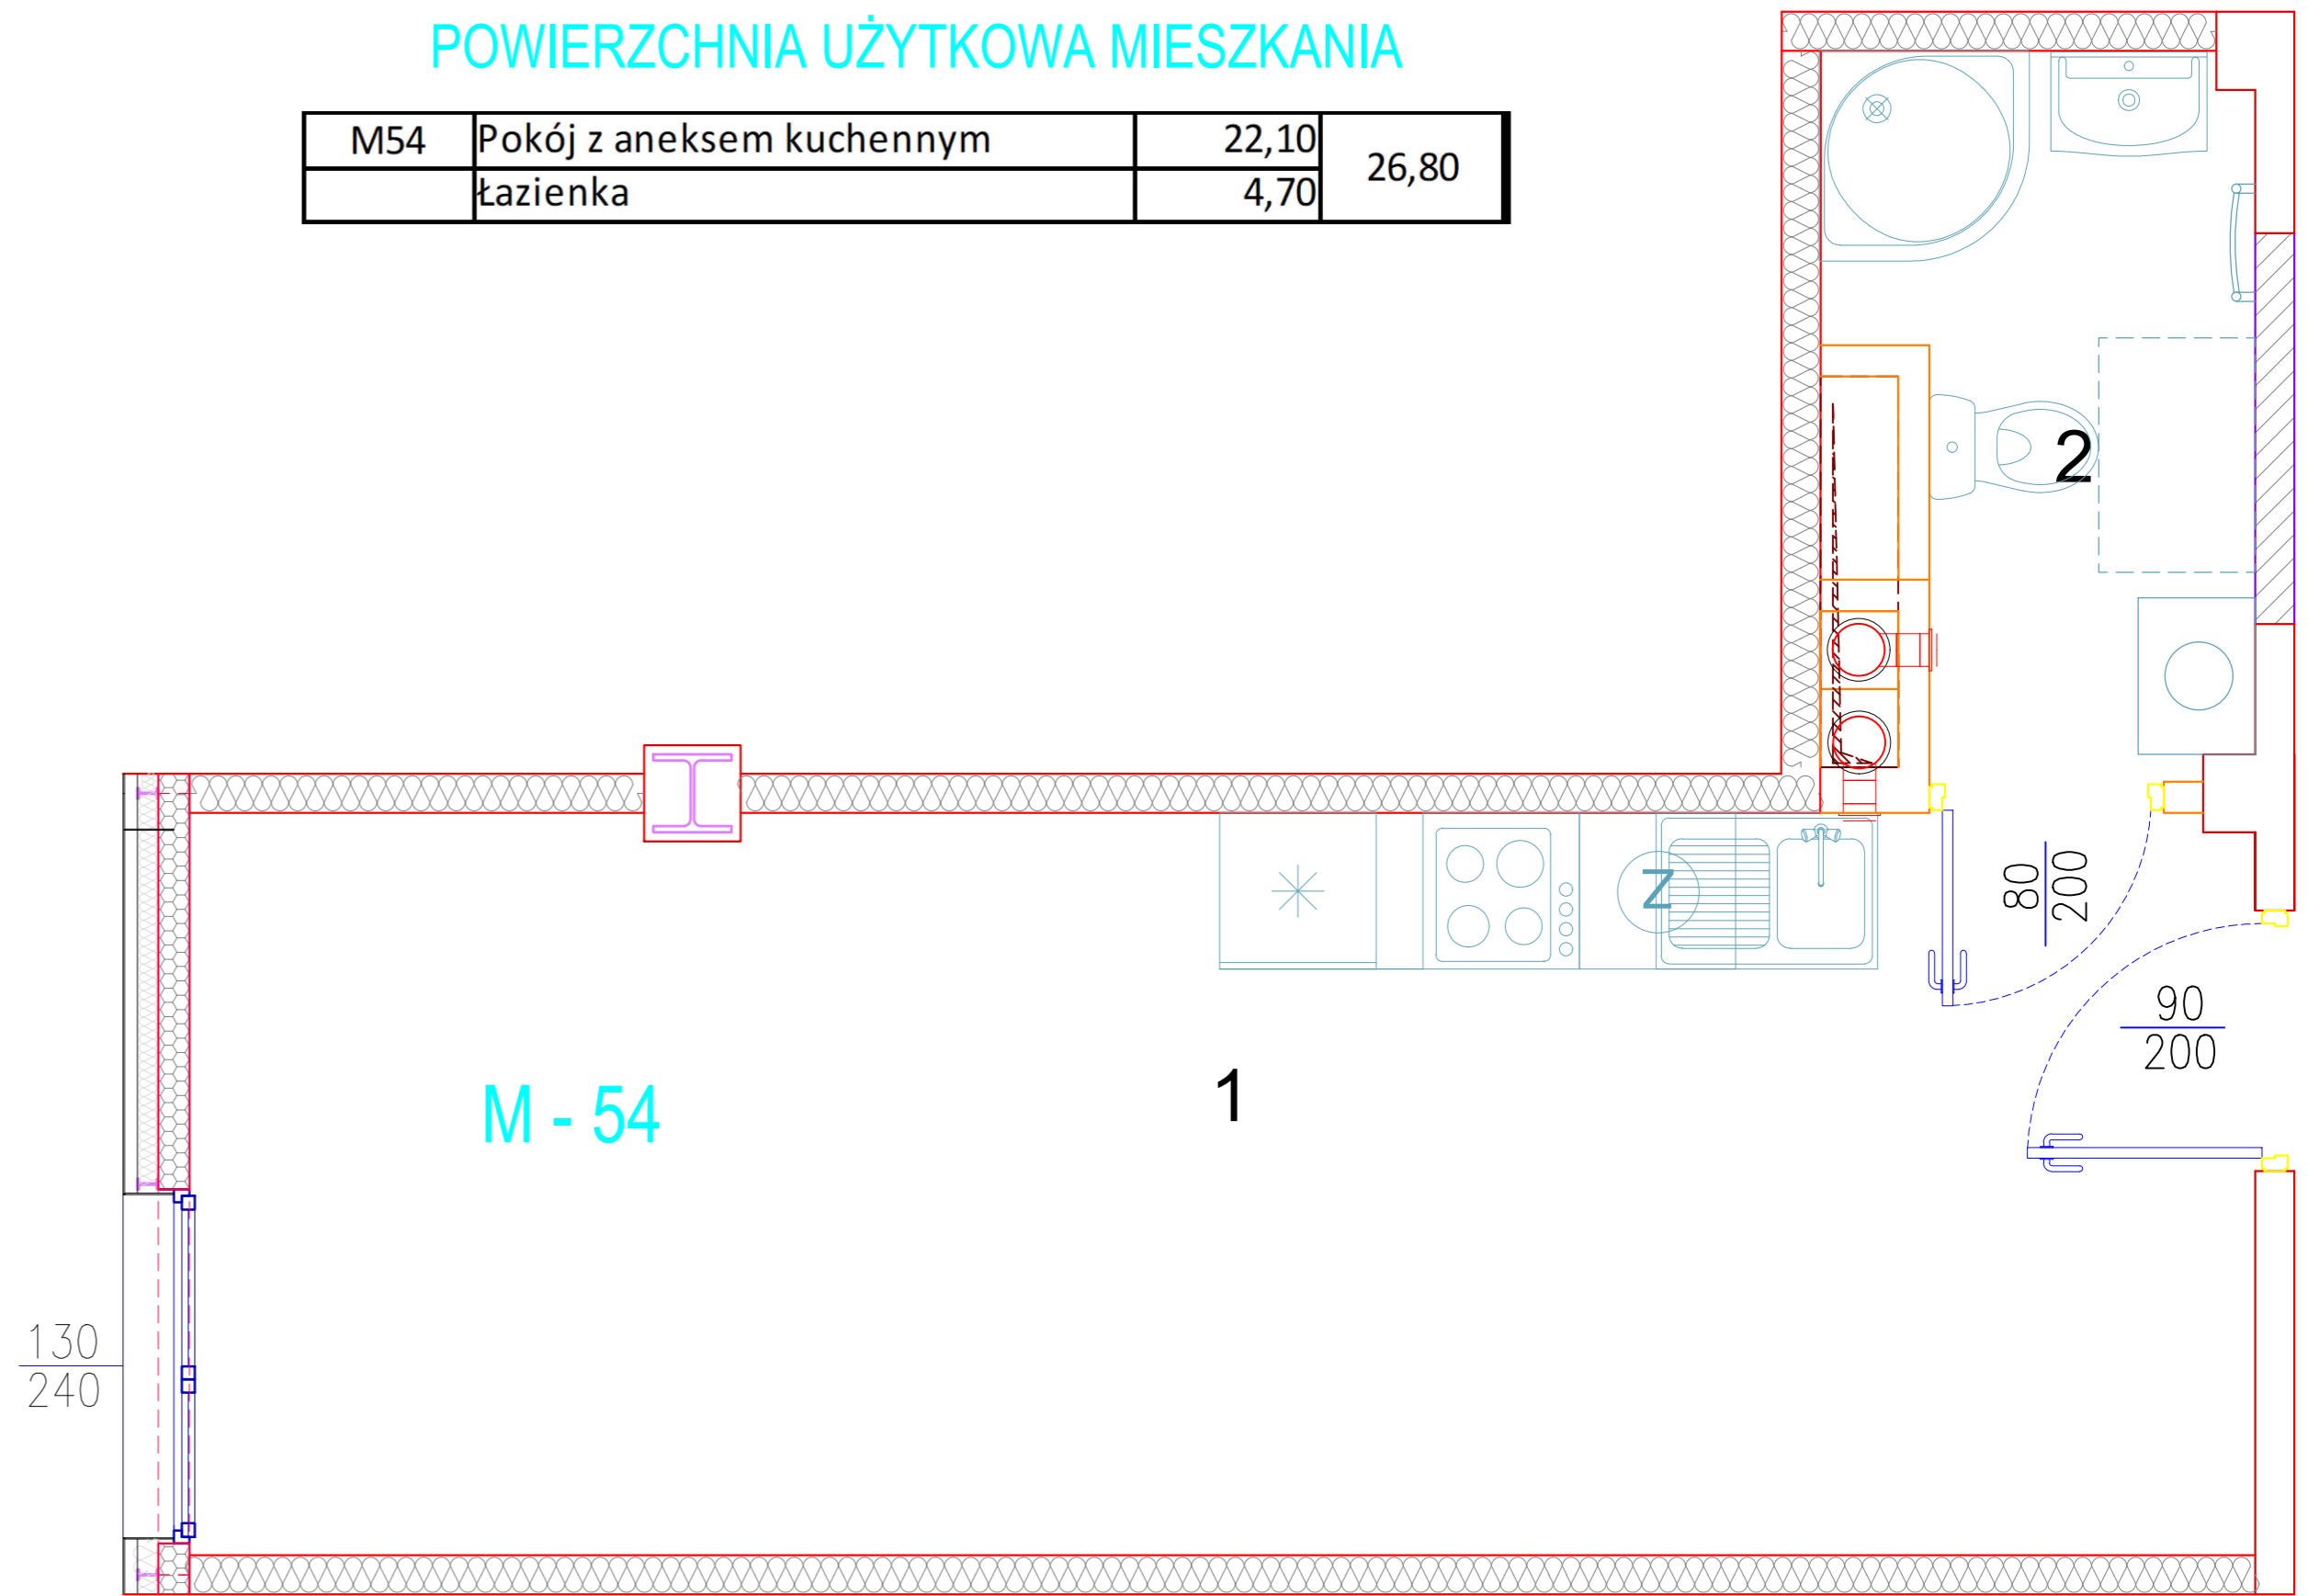 POWIERZCHNIA UŻYTKOWA MIESZKANIA
M54 Pokój z aneksem kuchennym 22,10 26,80
Łazienka 4,70
2
80
200
Z
90
200
M - 54
1
130
240